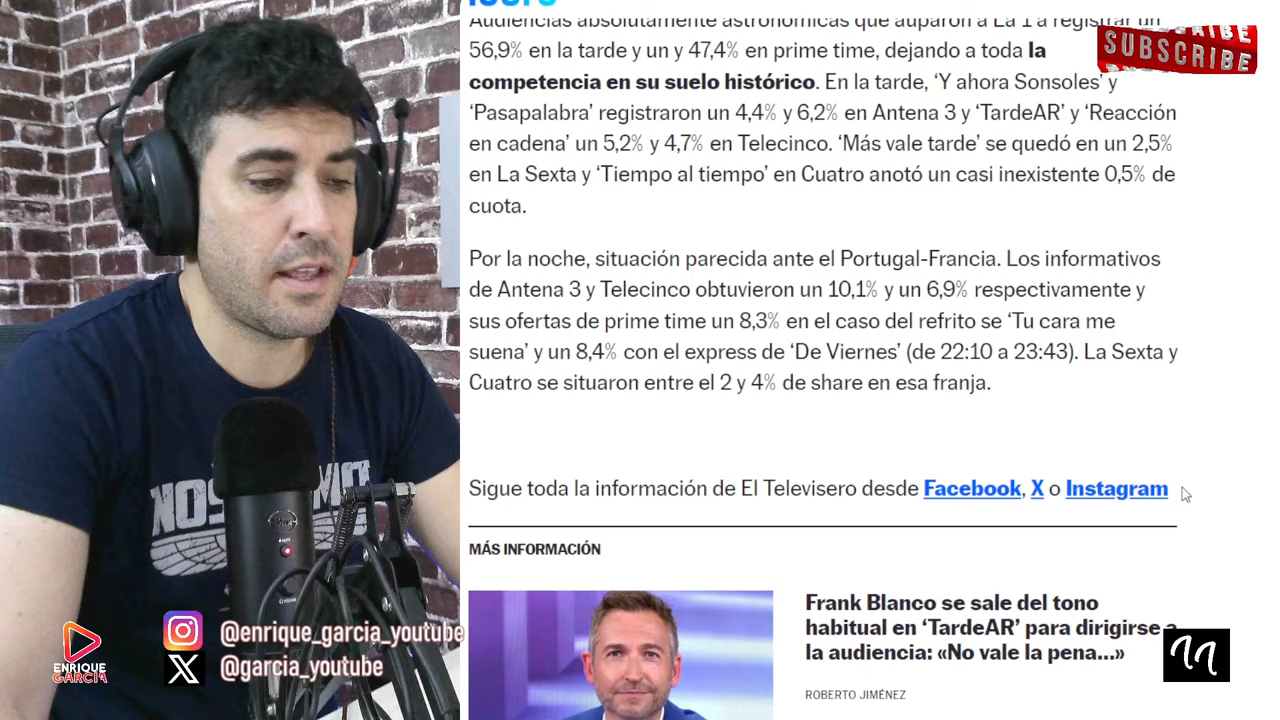 Audiencias absolutamente astronómicas que auparon a La 1 a registrar un
56,9% en la tarde y un y 47,4% en prime time, dejando a toda la
competencia en su suelo histórico. En la tarde, ‘Y ahora Sonsoles’ y
‘Pasapalabra’ registraron un 4,4% y 6,2% en Antena 3 y ‘TardeAR’ y ‘Reacción
en cadena’ un 5,2% y 4,7% en Telecinco. ‘Más vale tarde’ se quedó en un 2,5%
en La Sexta y ‘Tiempo al tiempo’ en Cuatro anotó un casi inexistente 0,5% de
cuota.
Por la noche, situación parecida ante el Portugal-Francia. Los informativos
de Antena 3 y Telecinco obtuvieron un 10,1% y un 6,9% respectivamente y
sus ofertas de prime time un 8,3% en el caso del refrito se ‘Tu cara me
suena’ y un 8,4% con el express de ‘De Viernes’ (de 22:10 a 23:43). La Sexta y
Cuatro se situaron entre el 2 y 4% de share en esa franja.
Sigue toda la información de El Televisero desde Facebook, X o Instagram
MÁS INFORMACIÓN
Frank Blanco se sale del tono
habitual en ‘TardeAR’ para dirigirse a
la audiencia: «No vale la pena...»
ROBERTO JIMÉNEZ
SUBSCRIBE
@enrique_garcia_youtube
@garcia_youtube
ENRIQUE
GARCIA